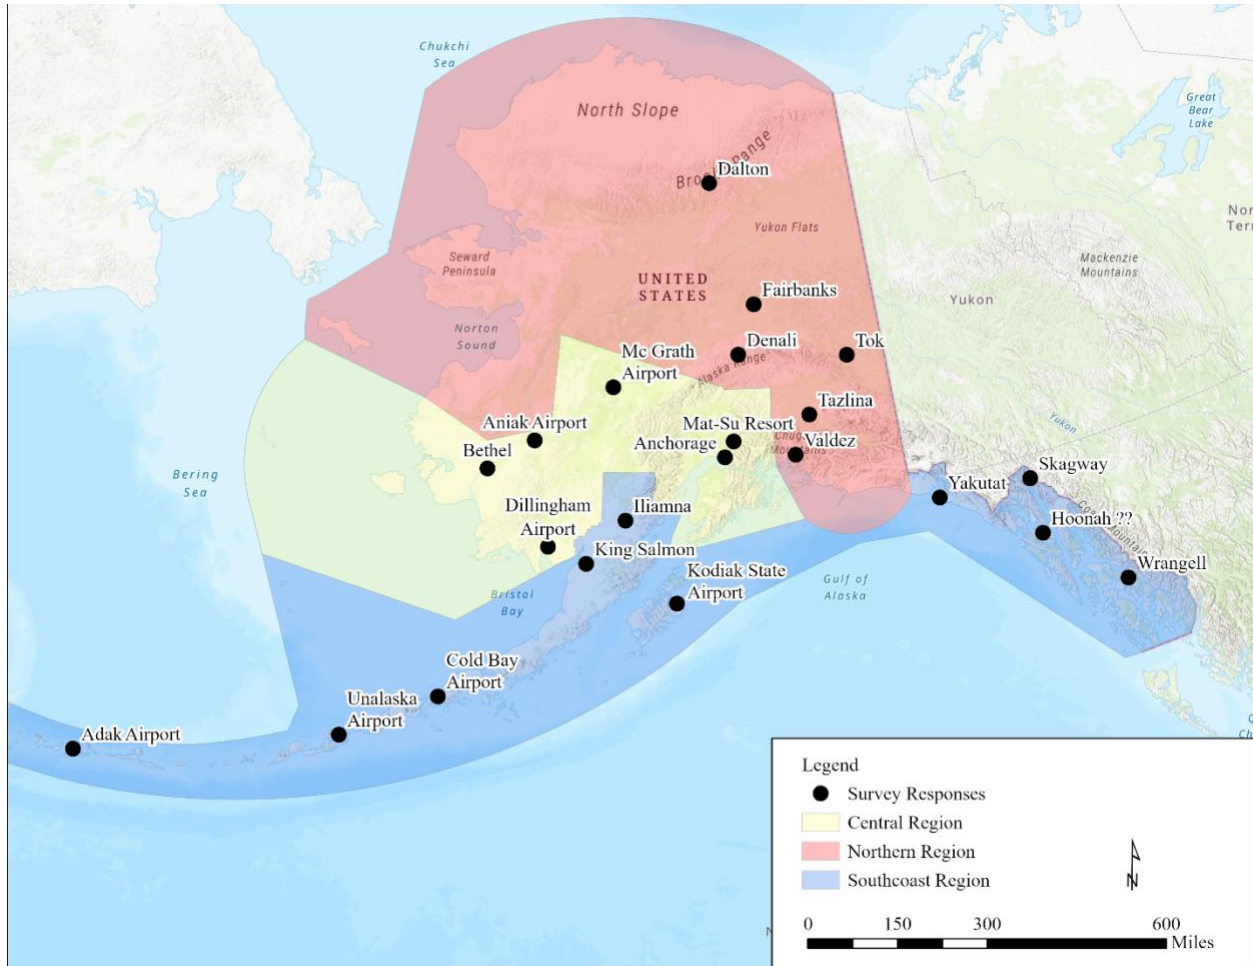 Chukchi
Sea
Great
Bear
Lake
North Slope
Brooks Range
Dalton
Yukon Flats
Seward
Peninsula
UNITED
STATES
Mackenzie
Mountains
Yukon
Fairbanks
Norton
Sound
Mc Grath
Airport
Denali
Tok
Alaska Range
Tazlina
Aniak Airport
Mat-Su Resort
Anchorage
Valdez
Bethel
Yukon
Bering
Sea
Skagway
Yakutat
Dillingham
Airport
Iliamna
Hoonah ??
King Salmon
Wrangell
Kodiak State
Airport
Gulf of
Alaska
Bristol
Bay
Cold Bay
Airport
Unalaska
Airport
Adak Airport
Legend
Survey Responses
Central Region
Northern Region
Southcoast Region
N
0 150 300 600
Miles